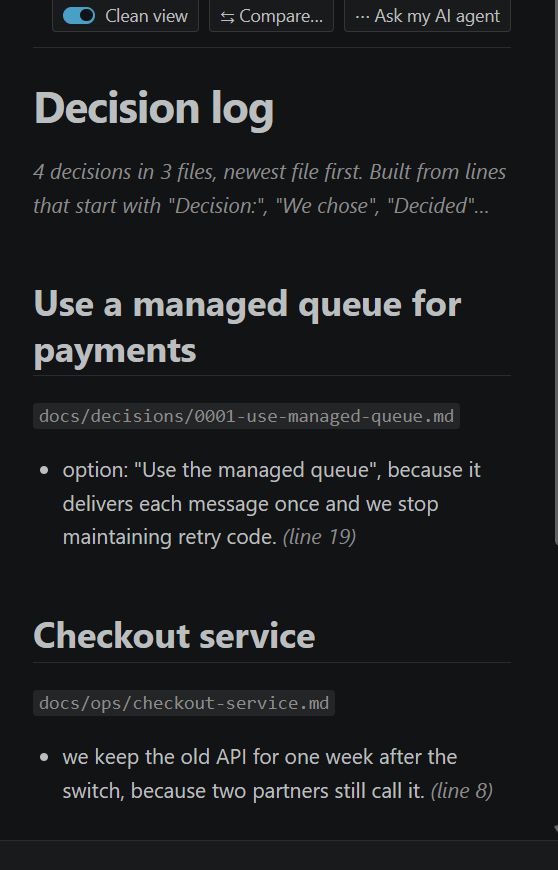 Clean view
⇆ Compare...
··· Ask my AI agent
Decision log
4 decisions in 3 files, newest file first. Built from lines
that start with "Decision:", "We chose", "Decided"...
Use a managed queue for
payments
docs/decisions/0001-use-managed-queue.md
• option: "Use the managed queue", because it
delivers each message once and we stop
maintaining retry code. (line 19)
Checkout service
docs/ops/checkout-service.md
• we keep the old API for one week after the
switch, because two partners still call it. (line 8)